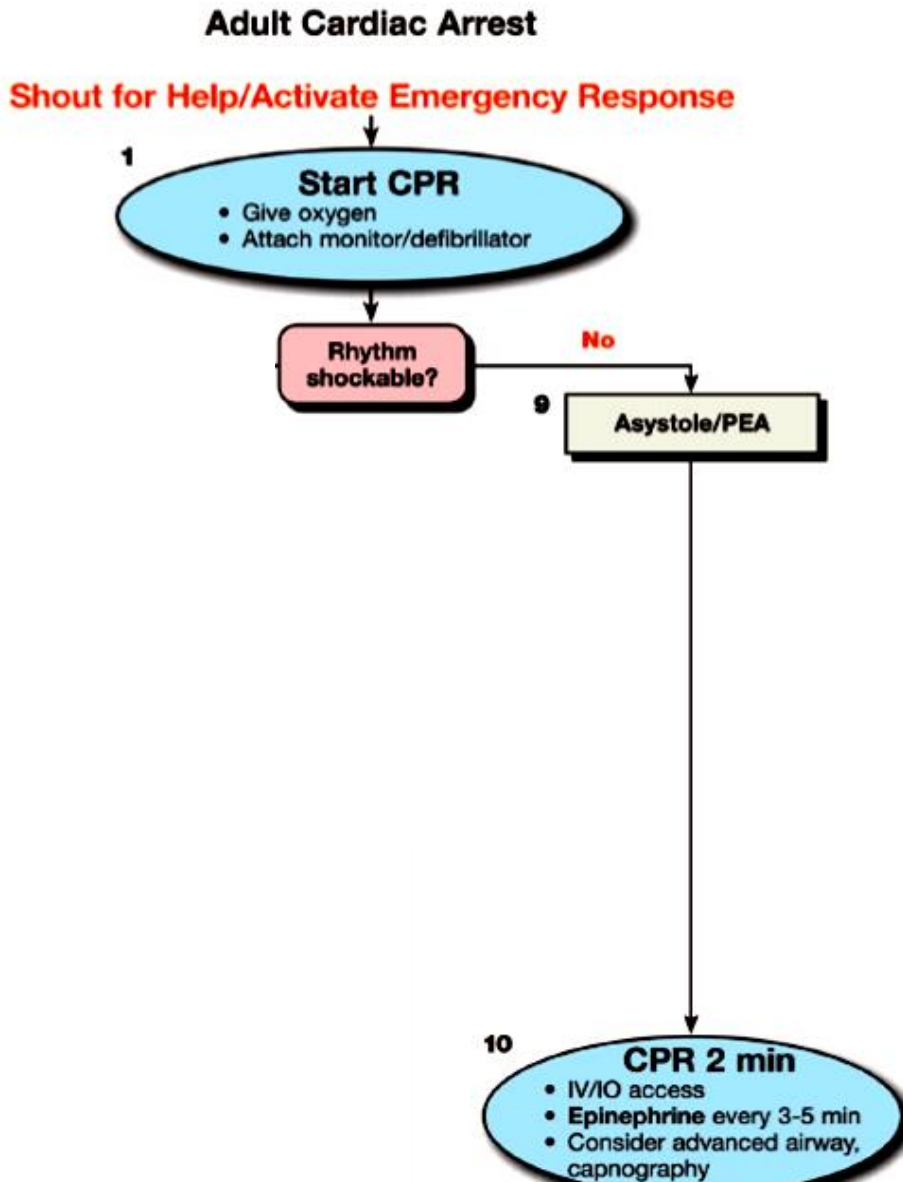 Adult Cardiac Arrest
Shout for Help/Activate Emergency Response
1
Start CPR
• Give oxygen
• Attach monitor/defibrillator
Rhythm
shockable?
No
9
Asystole/PEA
10
CPR 2 min
• IV/IO access
• Epinephrine every 3-5 min
• Consider advanced airway,
capnography